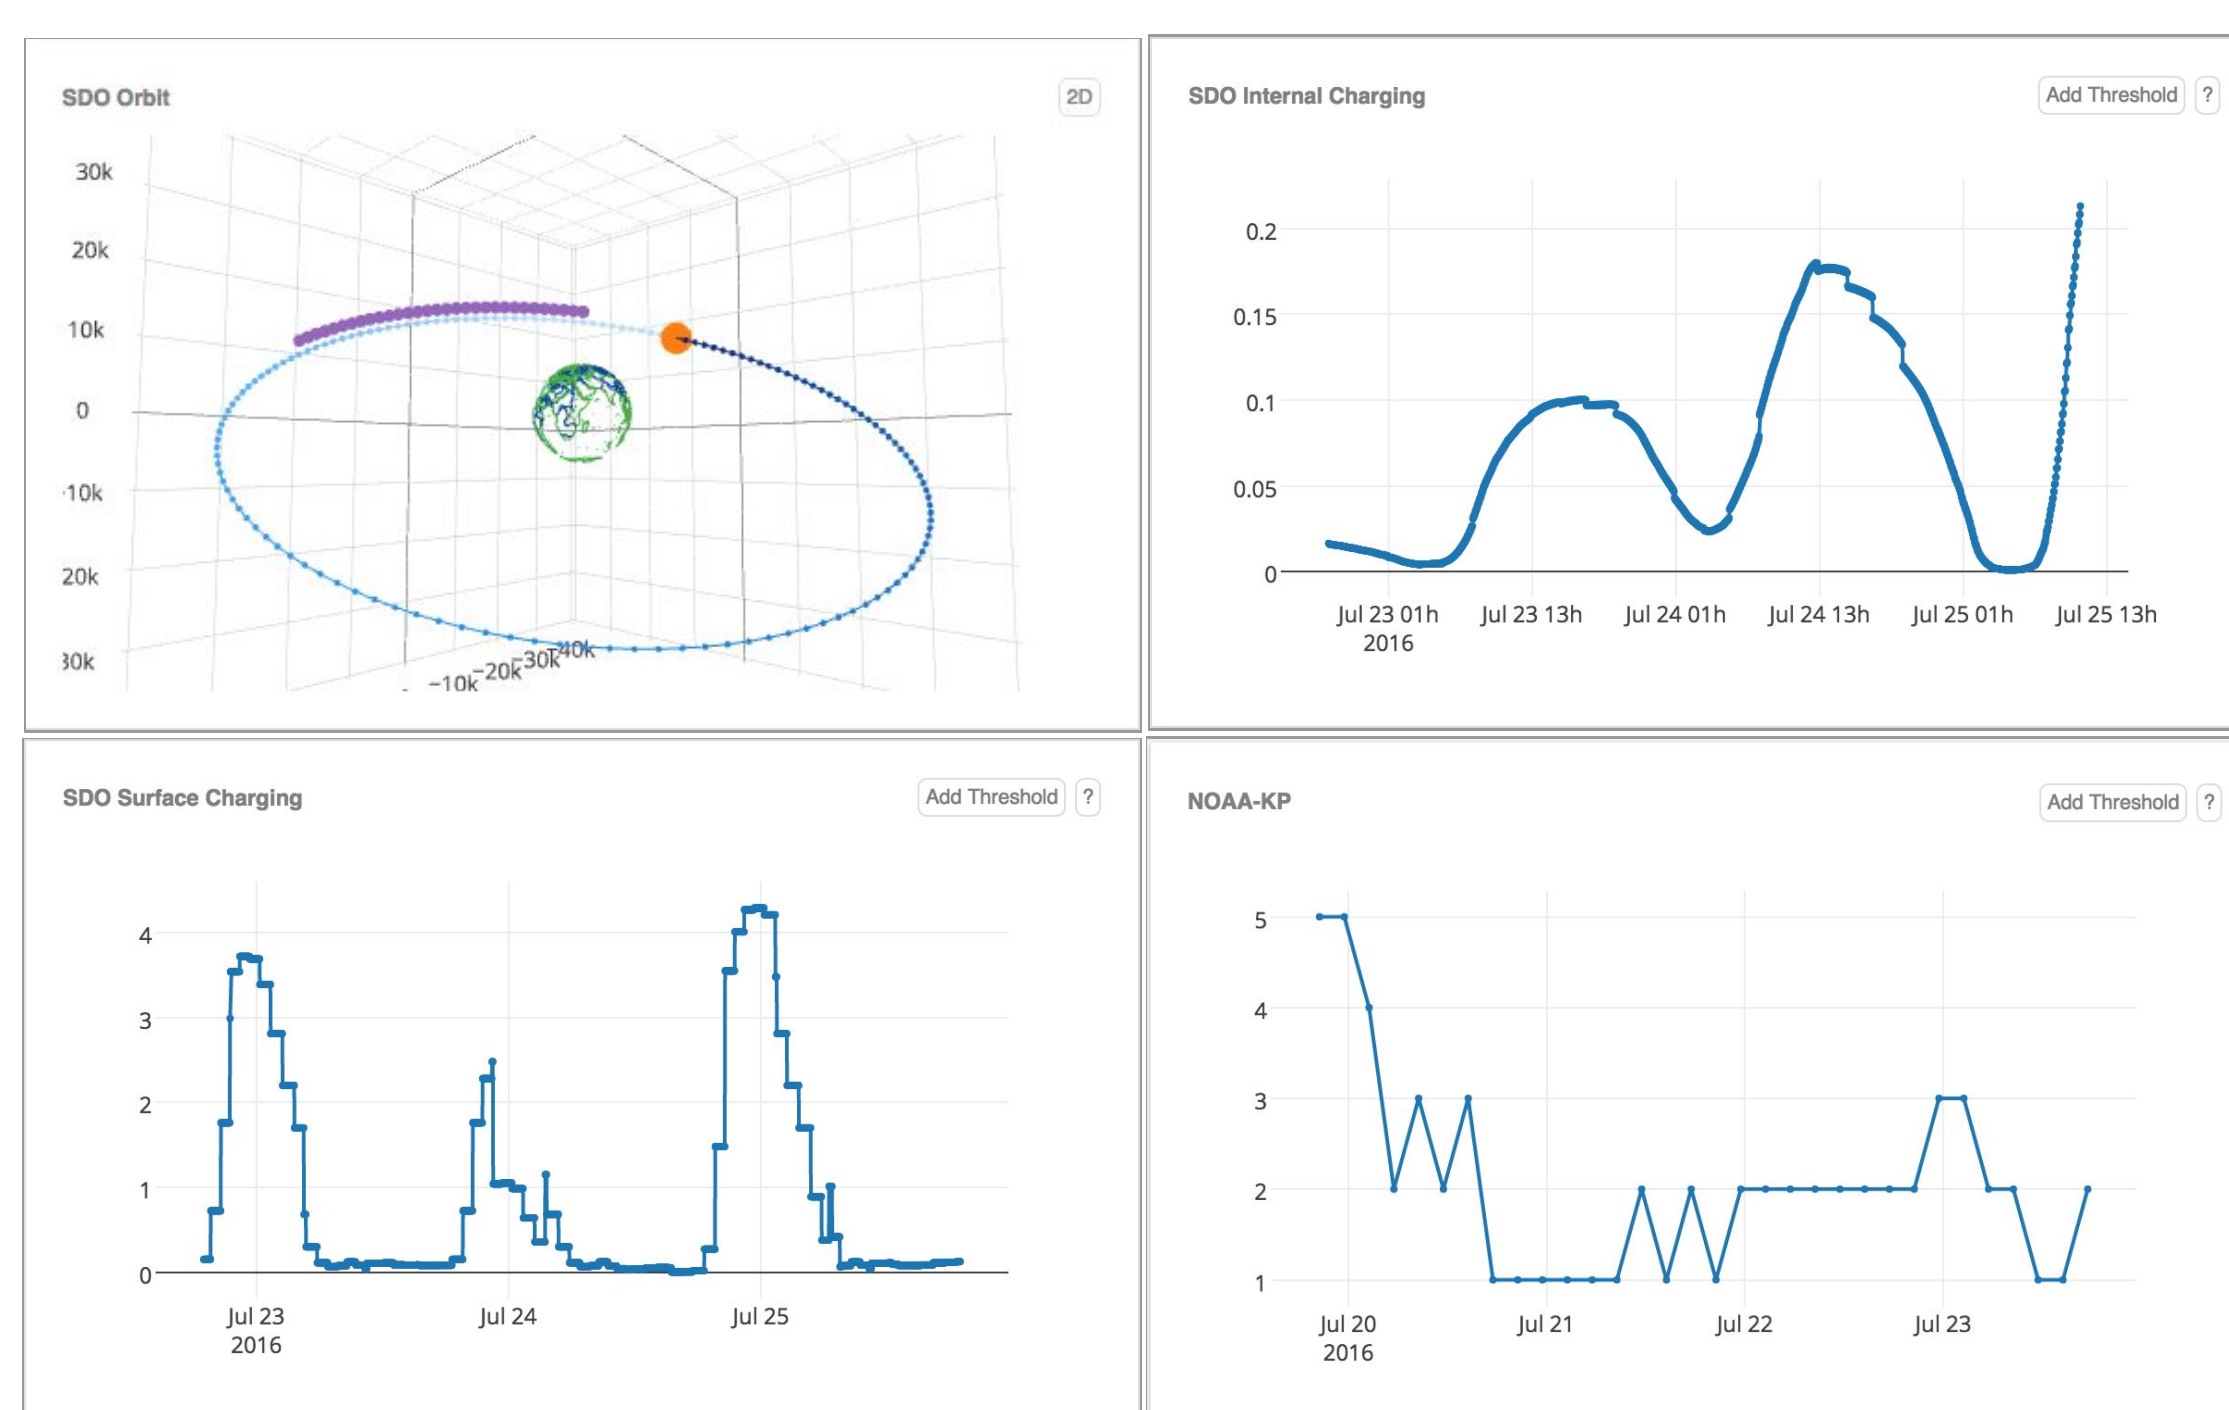 SDO Orbit
2D
30k
20k
10k
0
10k
20k
30k
−10k −20k −30k −40k
SDO Internal Charging
Add Threshold ?
0.2
0.15
0.1
0.05
0
Jul 23 01h Jul 23 13h Jul 24 01h Jul 24 13h Jul 25 01h Jul 25 13h
2016
SDO Surface Charging
Add Threshold ?
4
3
2
1
0
Jul 23 Jul 24 Jul 25
2016
NOAA-KP
Add Threshold ?
5
4
3
2
1
Jul 20 Jul 21 Jul 22 Jul 23
2016